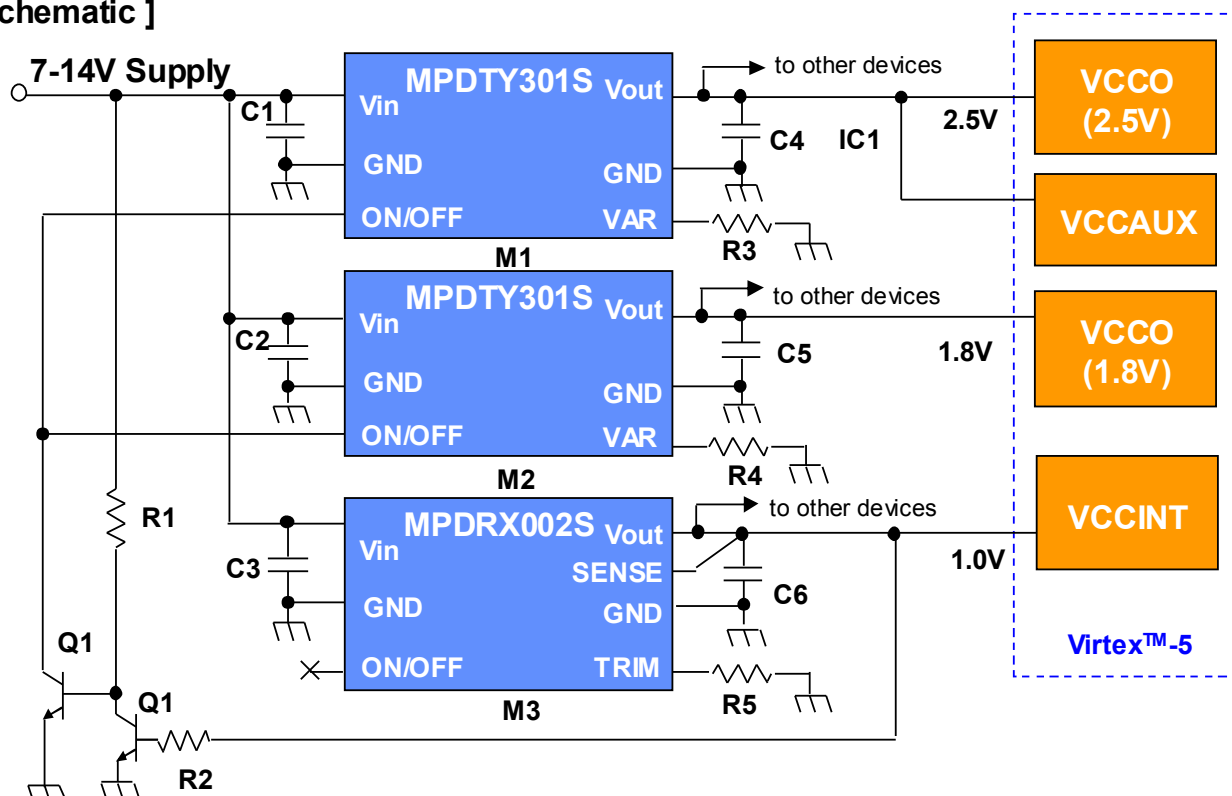 chematic ]
7-14V Supply
C1
Vin
MPDTY301S
Vout
to other devices
GND
GND
ON/OFF
VAR
M1
C4
IC1
2.5V
R3
VCCO
(2.5V)
VCCAUX
C2
Vin
MPDTY301S
Vout
to other devices
GND
GND
ON/OFF
VAR
M2
C5
1.8V
R4
VCCO
(1.8V)
R1
C3
Vin
MPDRX002S
Vout
to other devices
SENSE
GND
GND
ON/OFF
TRIM
M3
C6
1.0V
R5
VCCINT
Virtex™-5
Q1
Q1
R2